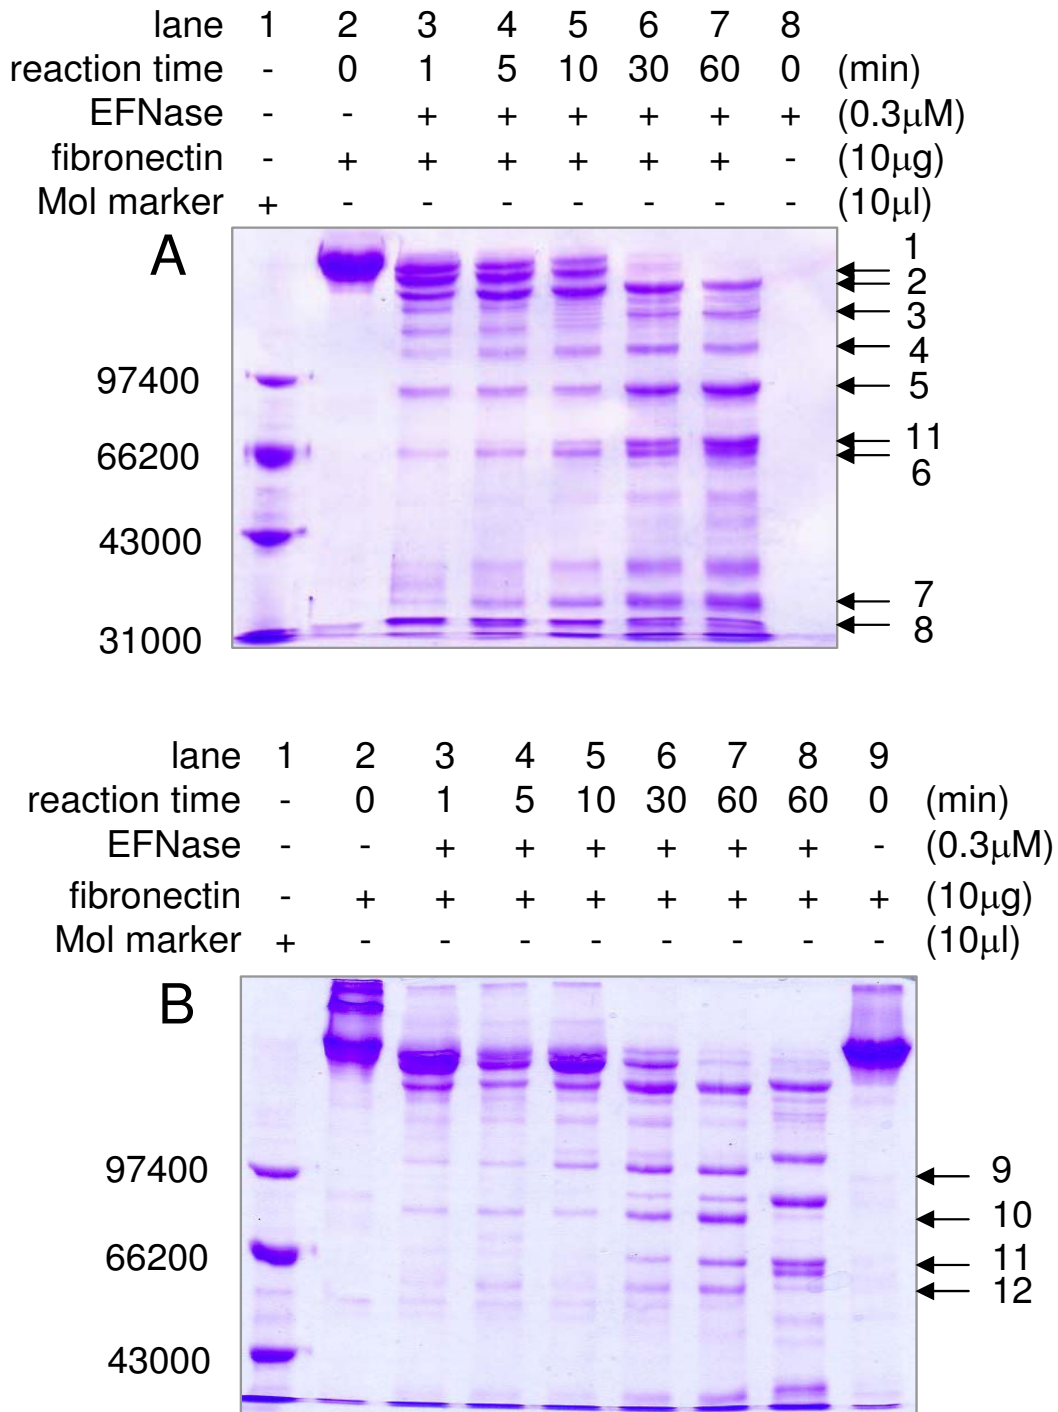 lane 1 2 3 4 5 6 7 8
reaction time - 0 1 5 10 30 60 0 (min)
EFNase - - + + + + + + (0.3μM)
fibronectin - + + + + + + - (10μg)
Mol marker + - - - - - - - (10μl)
A
1
2
3
4
97400
5
11
66200
6
43000
7
8
31000
lane 1 2 3 4 5 6 7 8 9
reaction time - 0 1 5 10 30 60 60 0 (min)
EFNase - - + + + + + + - (0.3μM)
fibronectin - + + + + + + + + (10μg)
Mol marker + - - - - - - - - (10μl)
B
97400
9
10
66200
11
12
43000